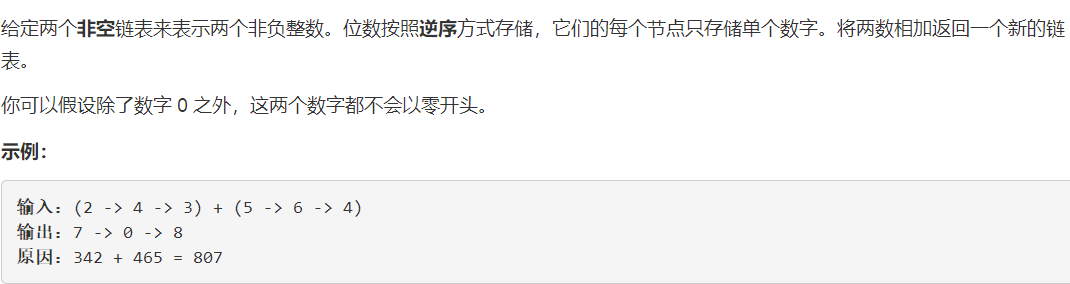 给定两个非空链表来表示两个非负整数。位数按照逆序方式存储，它们的每个节点只存储单个数字。将两数相加返回一个新的链
表。
你可以假设除了数字 0 之外，这两个数字都不会以零开头。
示例：
输入：(2 -> 4 -> 3) + (5 -> 6 -> 4)
输出：7 -> 0 -> 8
原因：342 + 465 = 807